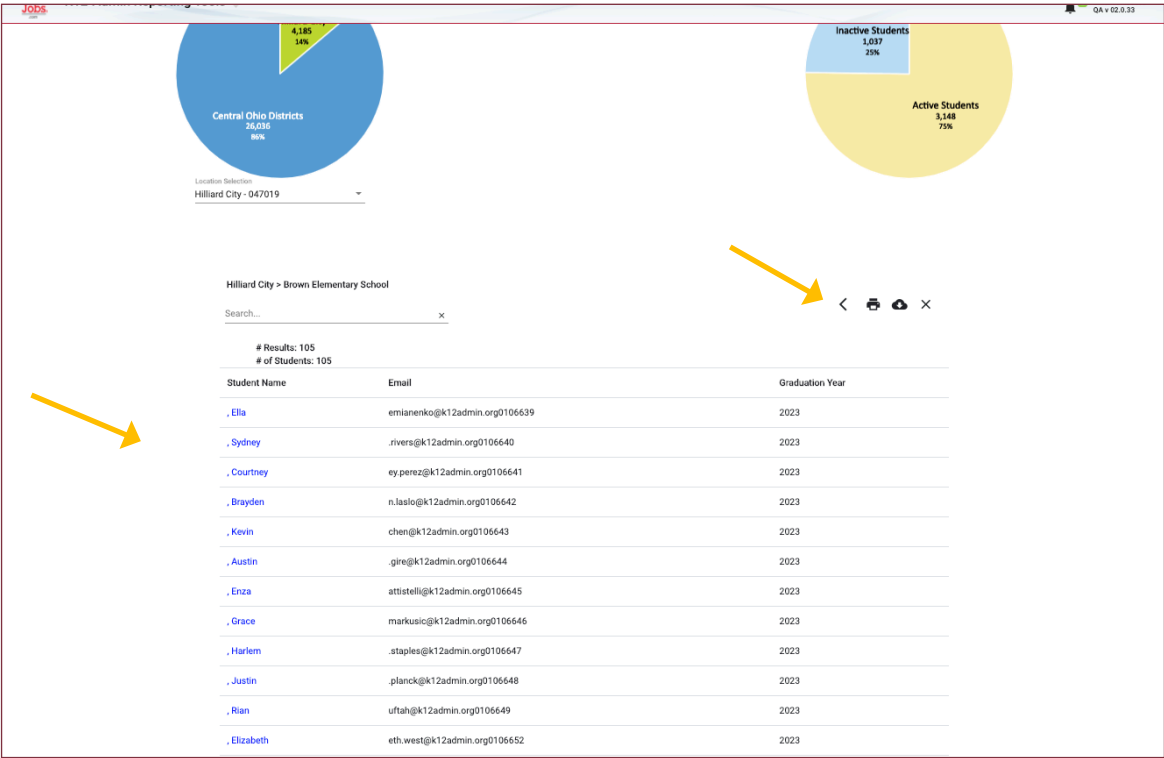 Jobs.
QA v 02.0.33
4,185
14%
Central Ohio Districts
26,036
86%
Inactive Students
1,037
25%
Active Students
3,148
75%
Location Selection
Hilliard City - 047019
Hilliard City > Brown Elementary School
Search...
# Results: 105
# of Students: 105
Student Name Email Graduation Year
, Ella emianenko@k12admin.org0106639 2023
, Sydney .rivers@k12admin.org0106640 2023
, Courtney ey.perez@k12admin.org0106641 2023
, Brayden n.laslo@k12admin.org0106642 2023
, Kevin chen@k12admin.org0106643 2023
, Austin .gire@k12admin.org0106644 2023
, Enza attistelli@k12admin.org0106645 2023
, Grace markusic@k12admin.org0106646 2023
, Harlem .staples@k12admin.org0106647 2023
, Justin .planck@k12admin.org0106648 2023
, Rian uftah@k12admin.org0106649 2023
, Elizabeth eth.west@k12admin.org0106652 2023